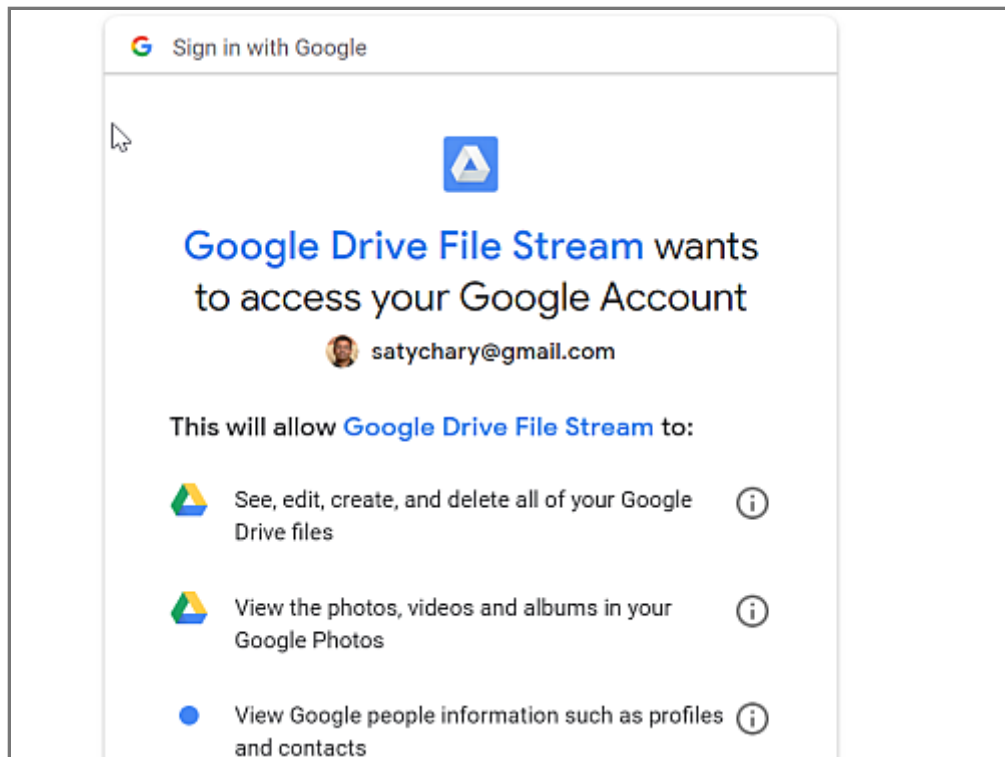 Sign in with Google
Google Drive File Stream wants
to access your Google Account
satychary@gmail.com
This will allow Google Drive File Stream to:
See, edit, create, and delete all of your Google
Drive files
View the photos, videos and albums in your
Google Photos
View Google people information such as profiles
and contacts